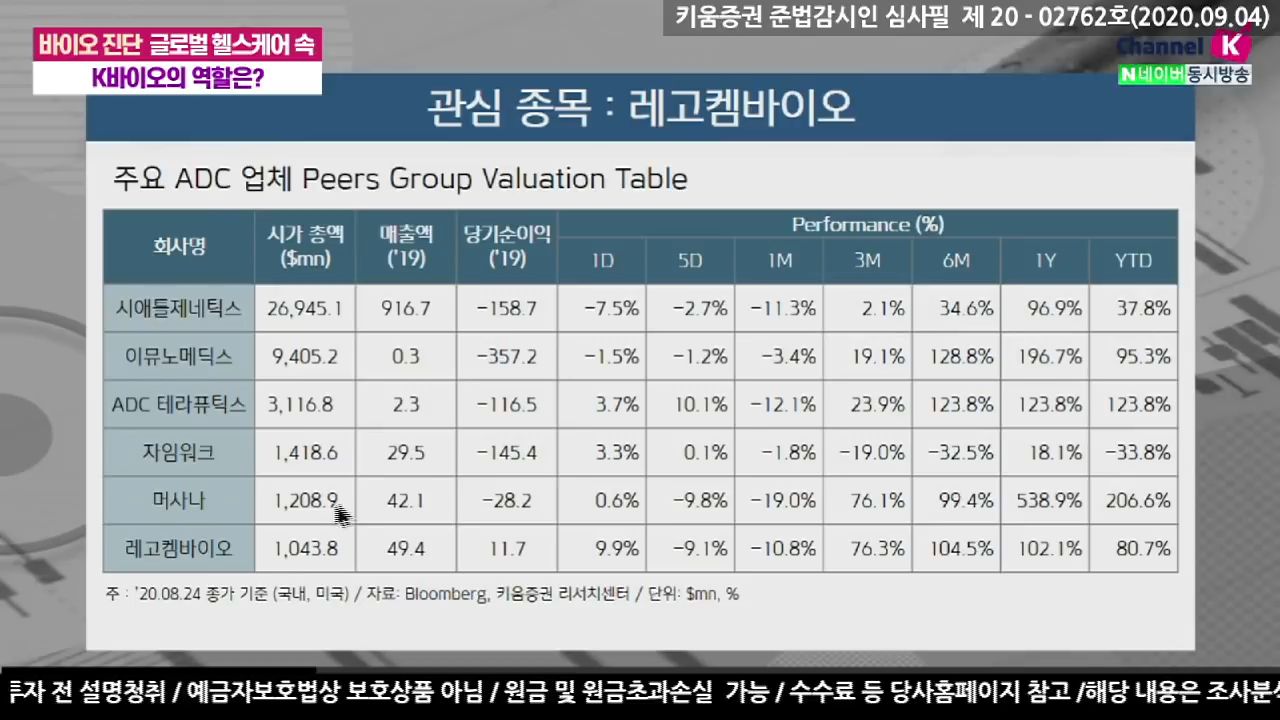 키움증권 준법감시인 심사필 제 20 - 02762호(2020.09.04)
바이오 진단 글로벌 헬스케어 속
K바이오의 역할은?
Channel K
N 네이버 동시방송
관심 종목 : 레고켐바이오
주요 ADC 업체 Peers Group Valuation Table
회사명 시가 총액 ($mn) 매출액 ('19) 당기순이익 ('19) Performance (%)
1D 5D 1M 3M 6M 1Y YTD
시애틀제네틱스 26,945.1 916.7 -158.7 -7.5% -2.7% -11.3% 2.1% 34.6% 96.9% 37.8%
이뮤노메딕스 9,405.2 0.3 -357.2 -1.5% -1.2% -3.4% 19.1% 128.8% 196.7% 95.3%
ADC 테라퓨틱스 3,116.8 2.3 -116.5 3.7% 10.1% -12.1% 23.9% 123.8% 123.8% 123.8%
자임워크 1,418.6 29.5 -145.4 3.3% 0.1% -1.8% -19.0% -32.5% 18.1% -33.8%
머사나 1,208.9 42.1 -28.2 0.6% -9.8% -19.0% 76.1% 99.4% 538.9% 206.6%
레고켐바이오 1,043.8 49.4 11.7 9.9% -9.1% -10.8% 76.3% 104.5% 102.1% 80.7%
주 : '20.08.24 종가 기준 (국내, 미국) / 자료: Bloomberg, 키움증권 리서치센터 / 단위: $mn, %
투자 전 설명청취 / 예금자보호법상 보호상품 아님 / 원금 및 원금초과손실 가능 / 수수료 등 당사홈페이지 참고 /해당 내용은 조사분석